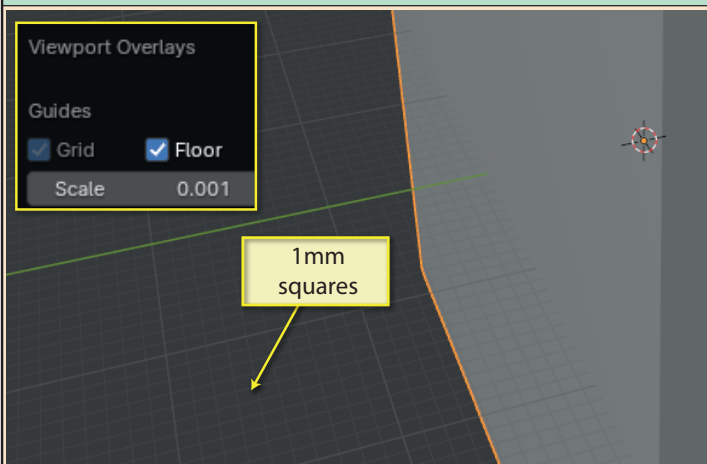 Viewport Overlays
Guides
Grid Floor
Scale 0.001
1mm
squares